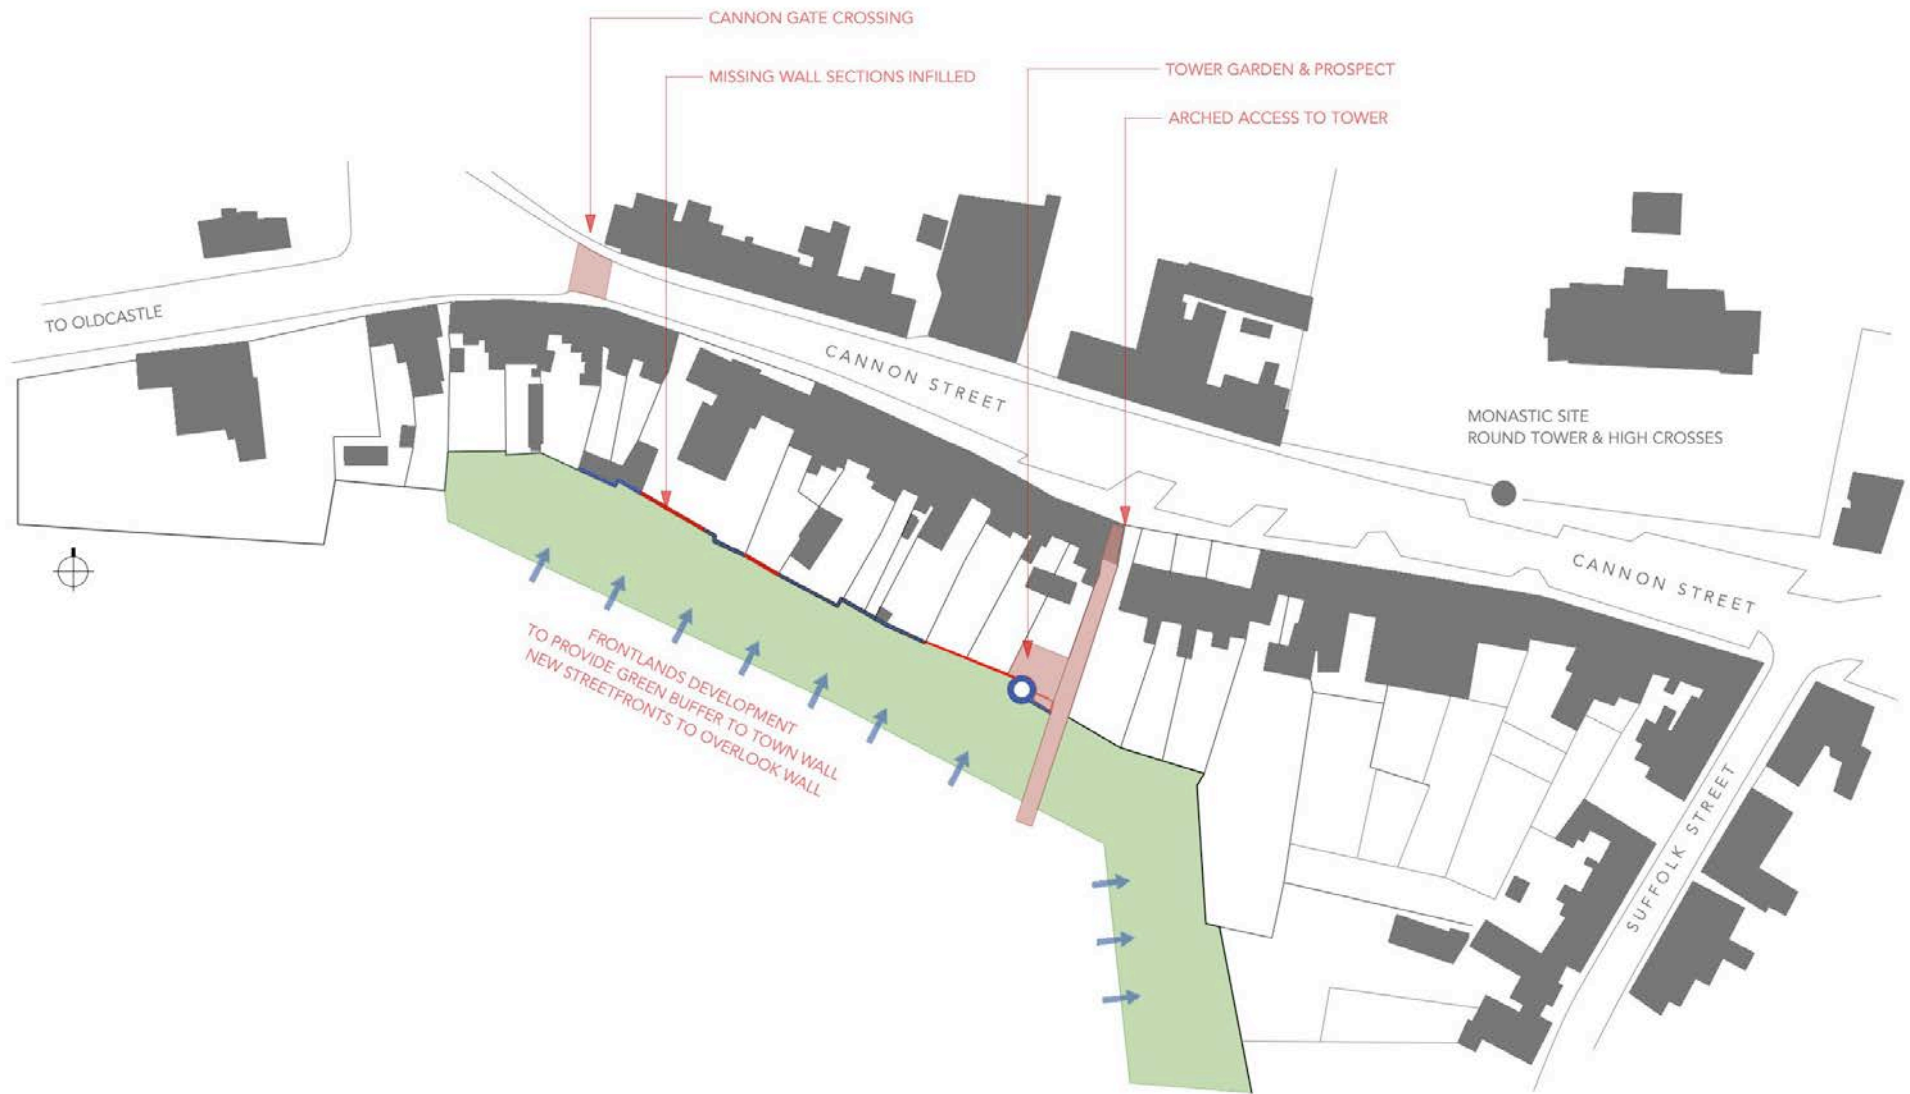 CANNON GATE CROSSING
MISSING WALL SECTIONS INFILLED
TOWER GARDEN & PROSPECT
ARCHED ACCESS TO TOWER
TO OLDCASTLE
CANNON STREET
MONASTIC SITE
ROUND TOWER & HIGH CROSSES
CANNON STREET
FRONTLANDS DEVELOPMENT
TO PROVIDE GREEN BUFFER TO TOWN WALL
NEW STREETFRONTS TO OVERLOOK WALL
SUFFOLK STREET